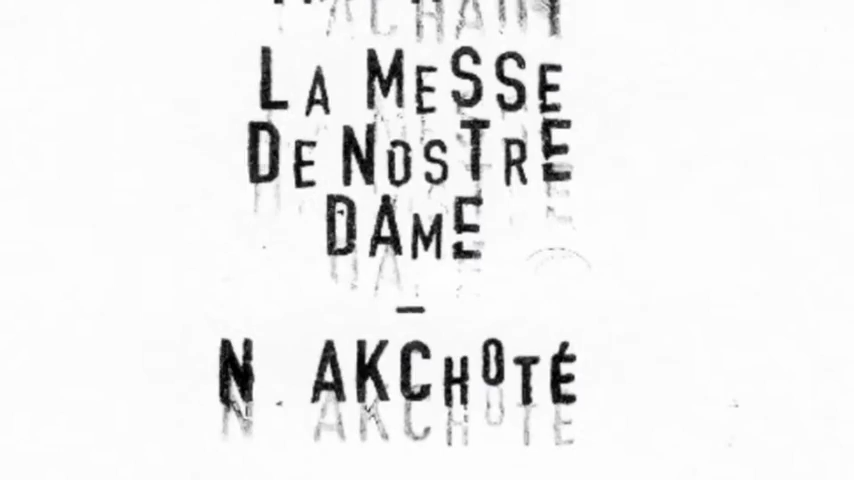 LA MESSE
DE NOSTRE
DAME
–
N. AKCHOTÉ